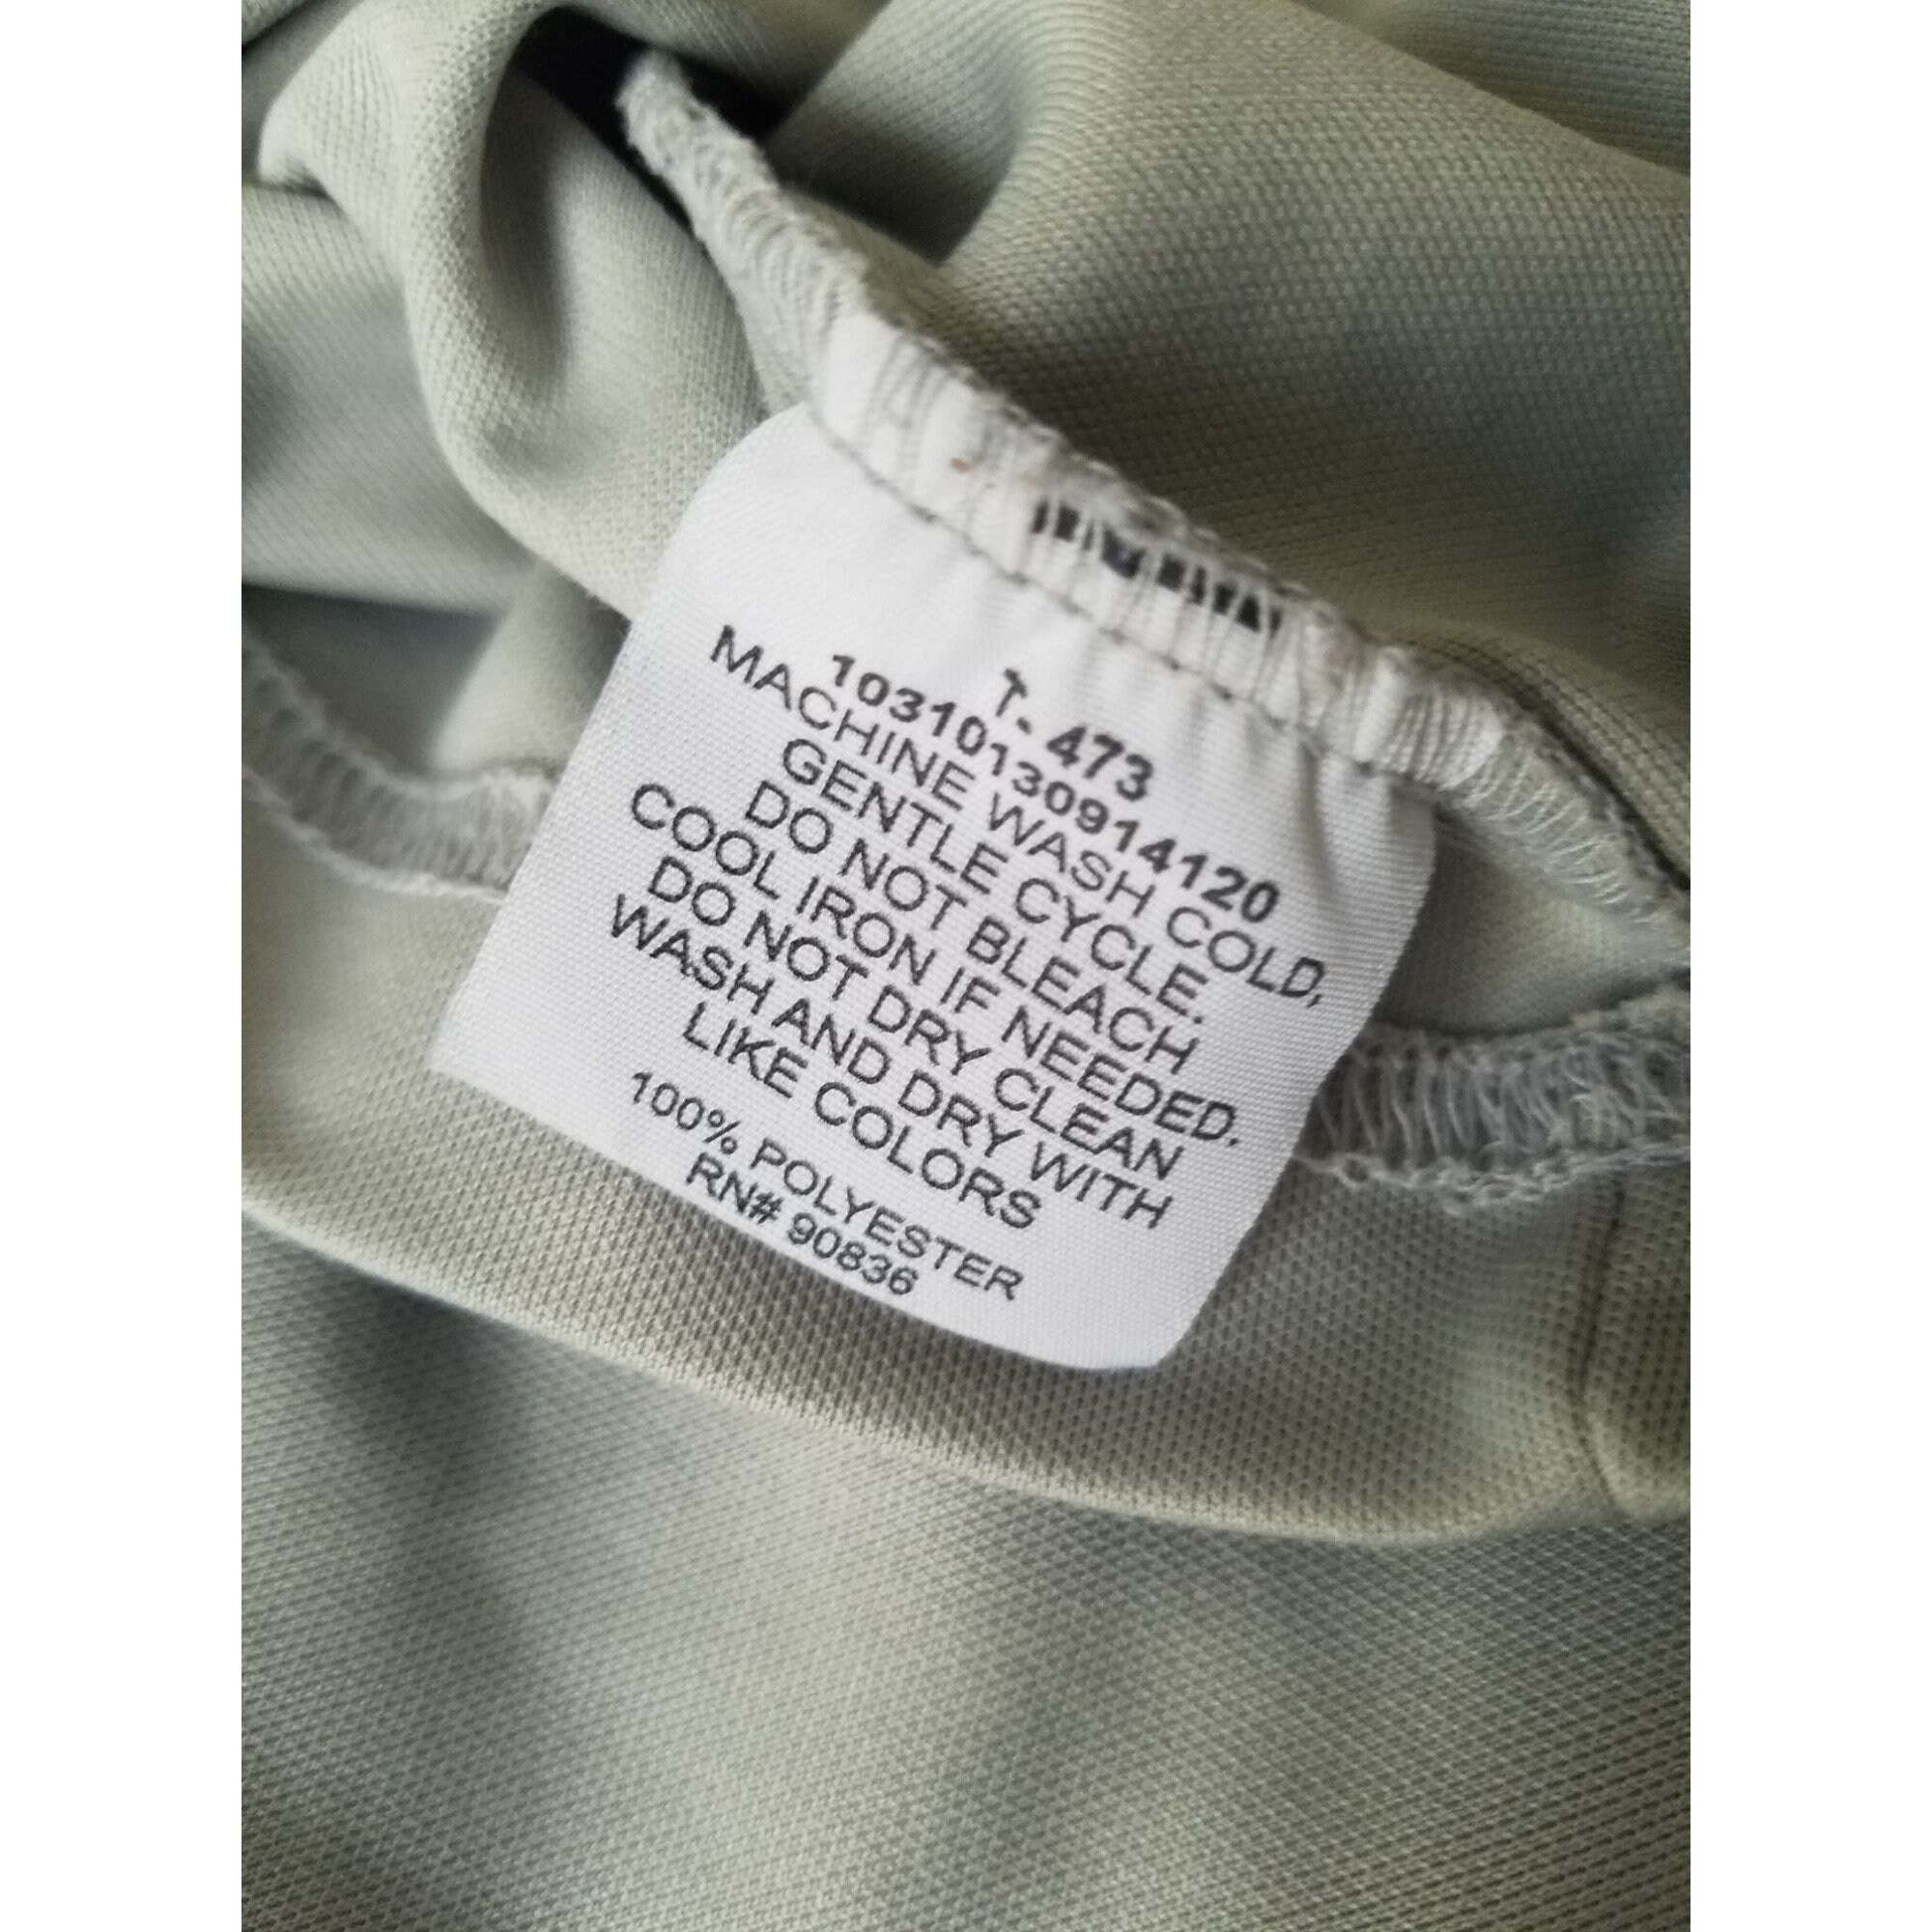 T. 473
10310130914120
MACHINE WASH COLD,
GENTLE CYCLE.
DO NOT BLEACH
COOL IRON IF NEEDED.
DO NOT DRY CLEAN
WASH AND DRY WITH
LIKE COLORS
100% POLYESTER
RN# 90836